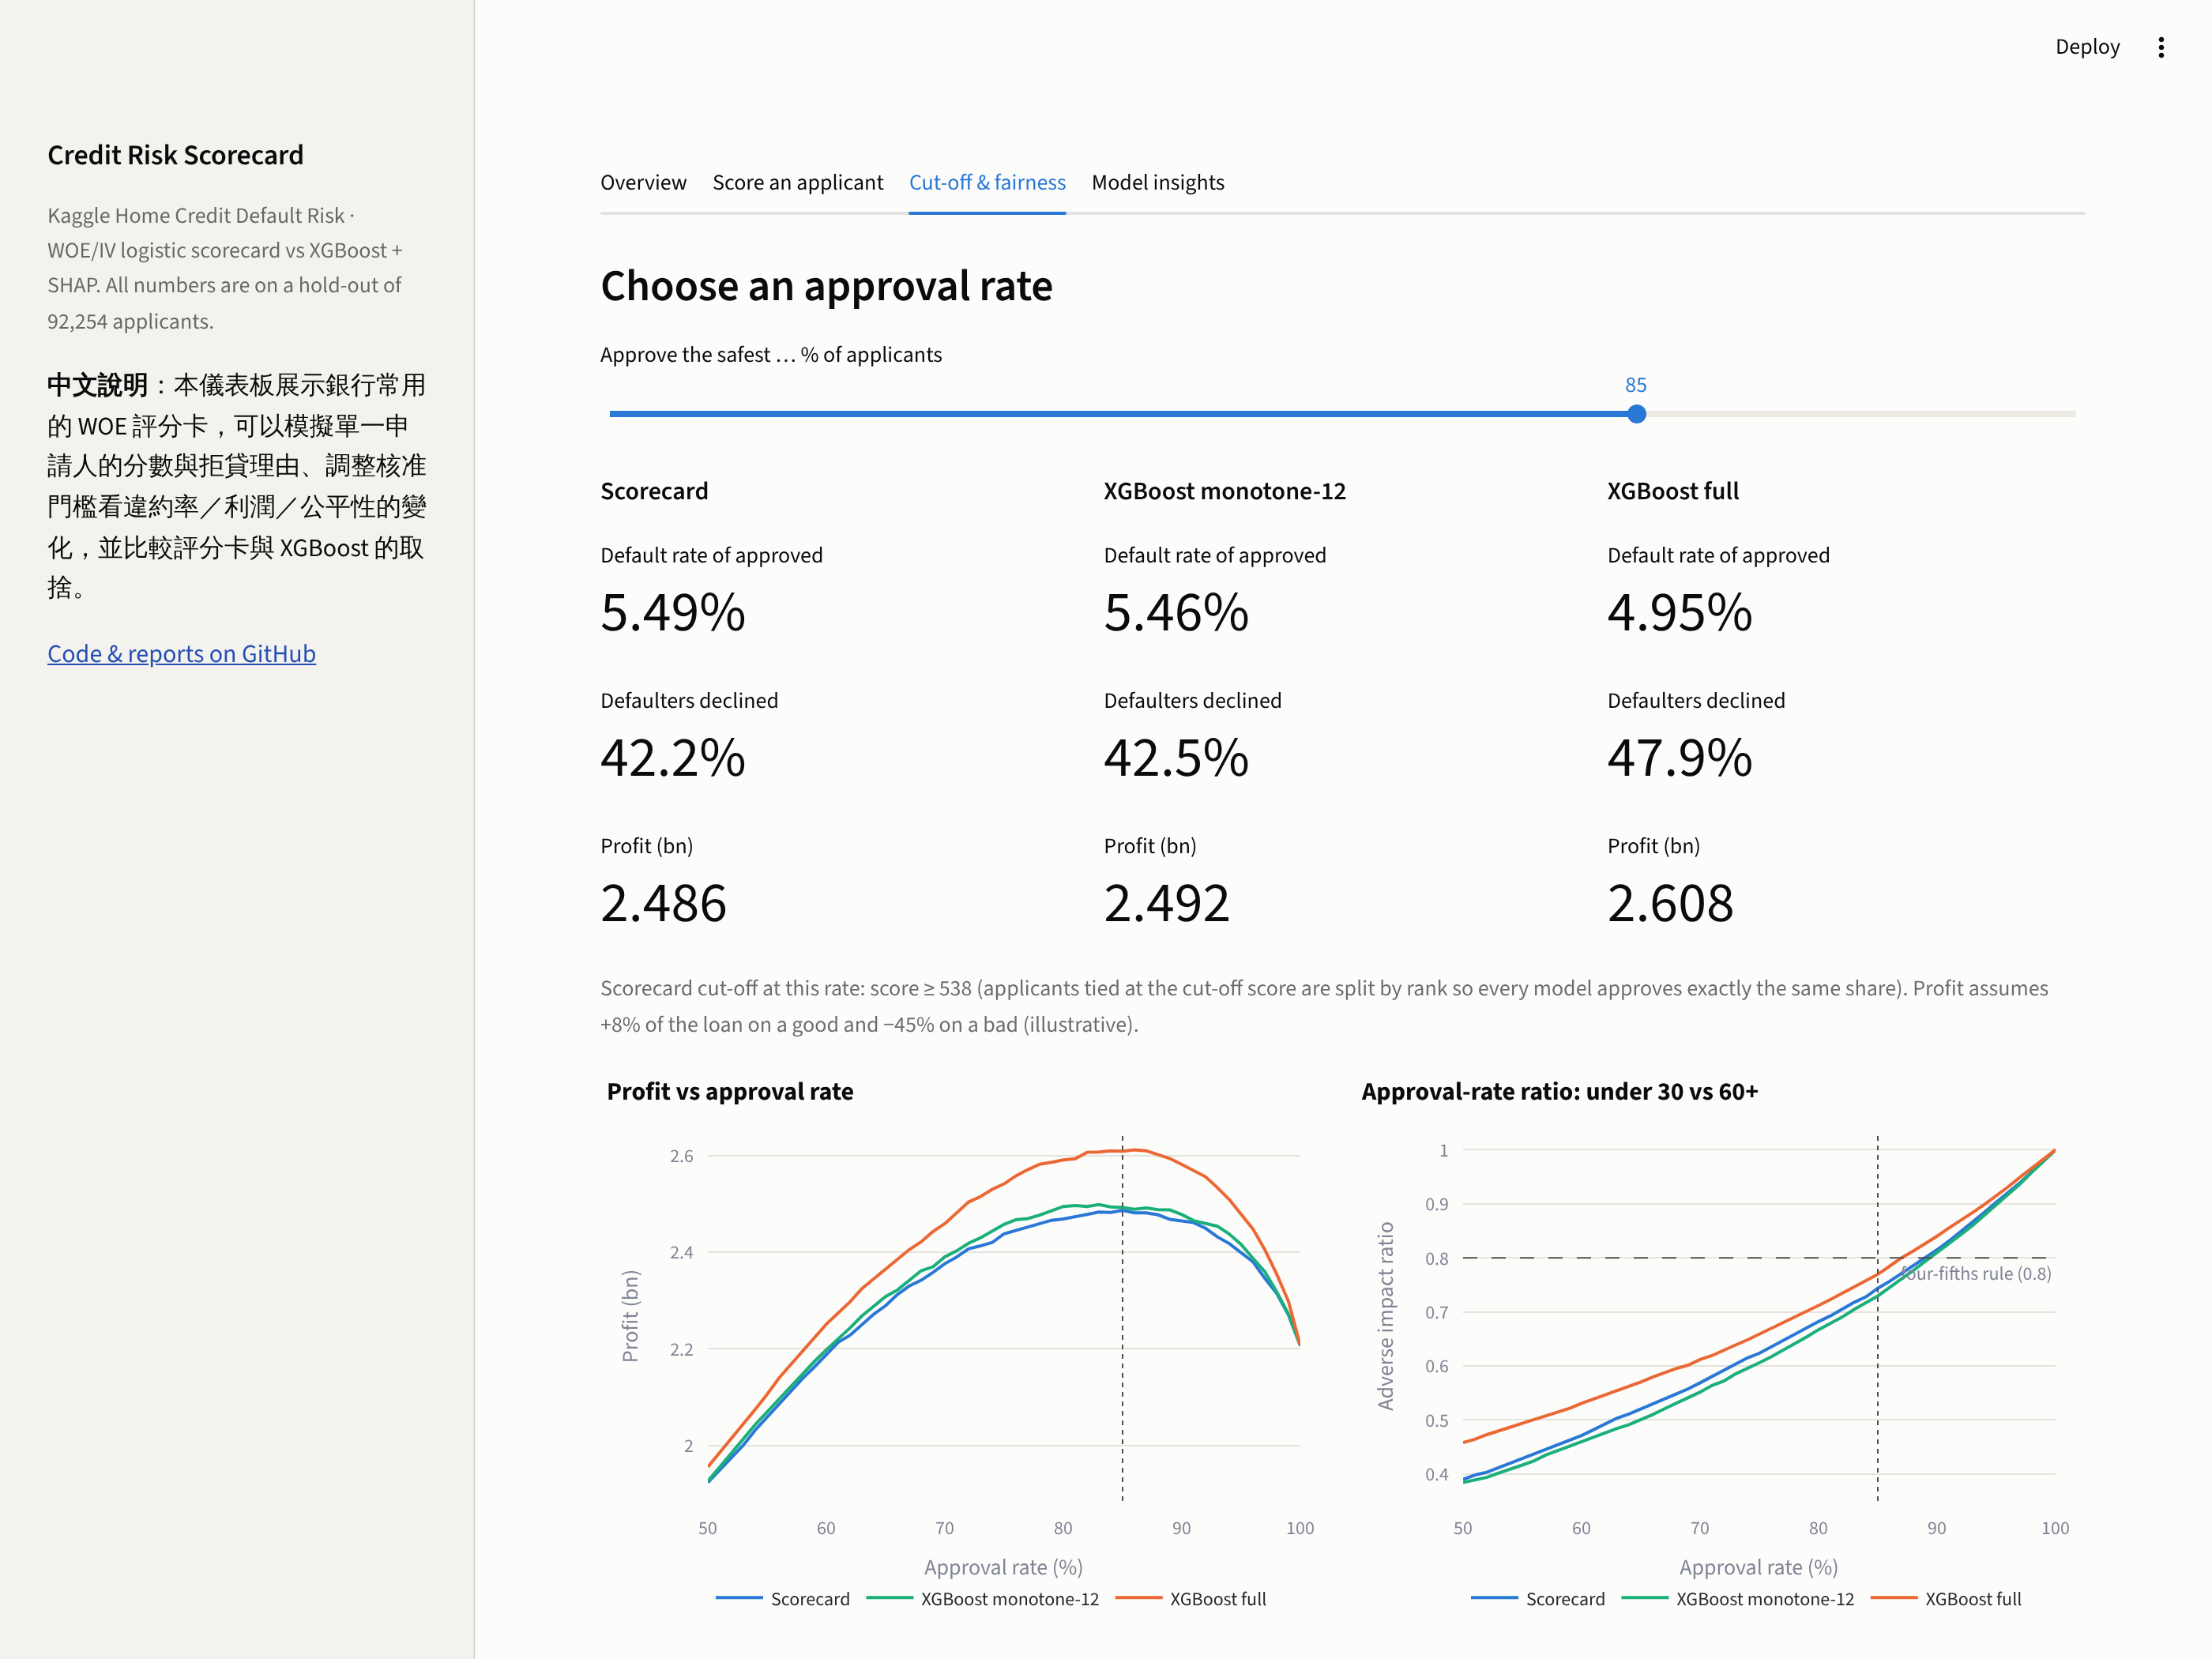 Deploy
Credit Risk Scorecard
Kaggle Home Credit Default Risk ·
WOE/IV logistic scorecard vs XGBoost +
SHAP. All numbers are on a hold-out of
92,254 applicants.
中文說明：本儀表板展示銀行常用
的 WOE 評分卡，可以模擬單一申
請人的分數與拒貸理由、調整核准
門檻看違約率／利潤／公平性的變
化，並比較評分卡與 XGBoost 的取
捨。
Code & reports on GitHub
Overview Score an applicant Cut-off & fairness Model insights
Choose an approval rate
Approve the safest … % of applicants
85
Scorecard XGBoost monotone-12 XGBoost full
Default rate of approved Default rate of approved Default rate of approved
5.49% 5.46% 4.95%
Defaulters declined Defaulters declined Defaulters declined
42.2% 42.5% 47.9%
Profit (bn) Profit (bn) Profit (bn)
2.486 2.492 2.608
Scorecard cut-off at this rate: score ≥ 538 (applicants tied at the cut-off score are split by rank so every model approves exactly the same share). Profit assumes
+8% of the loan on a good and −45% on a bad (illustrative).
Profit vs approval rate
2.6
2.4
2.2
2
Profit (bn)
50 60 70 80 90 100
Approval rate (%)
Scorecard XGBoost monotone-12 XGBoost full
Approval-rate ratio: under 30 vs 60+
1
0.9
0.8
0.7
0.6
0.5
0.4
Adverse impact ratio
four-fifths rule (0.8)
50 60 70 80 90 100
Approval rate (%)
Scorecard XGBoost monotone-12 XGBoost full